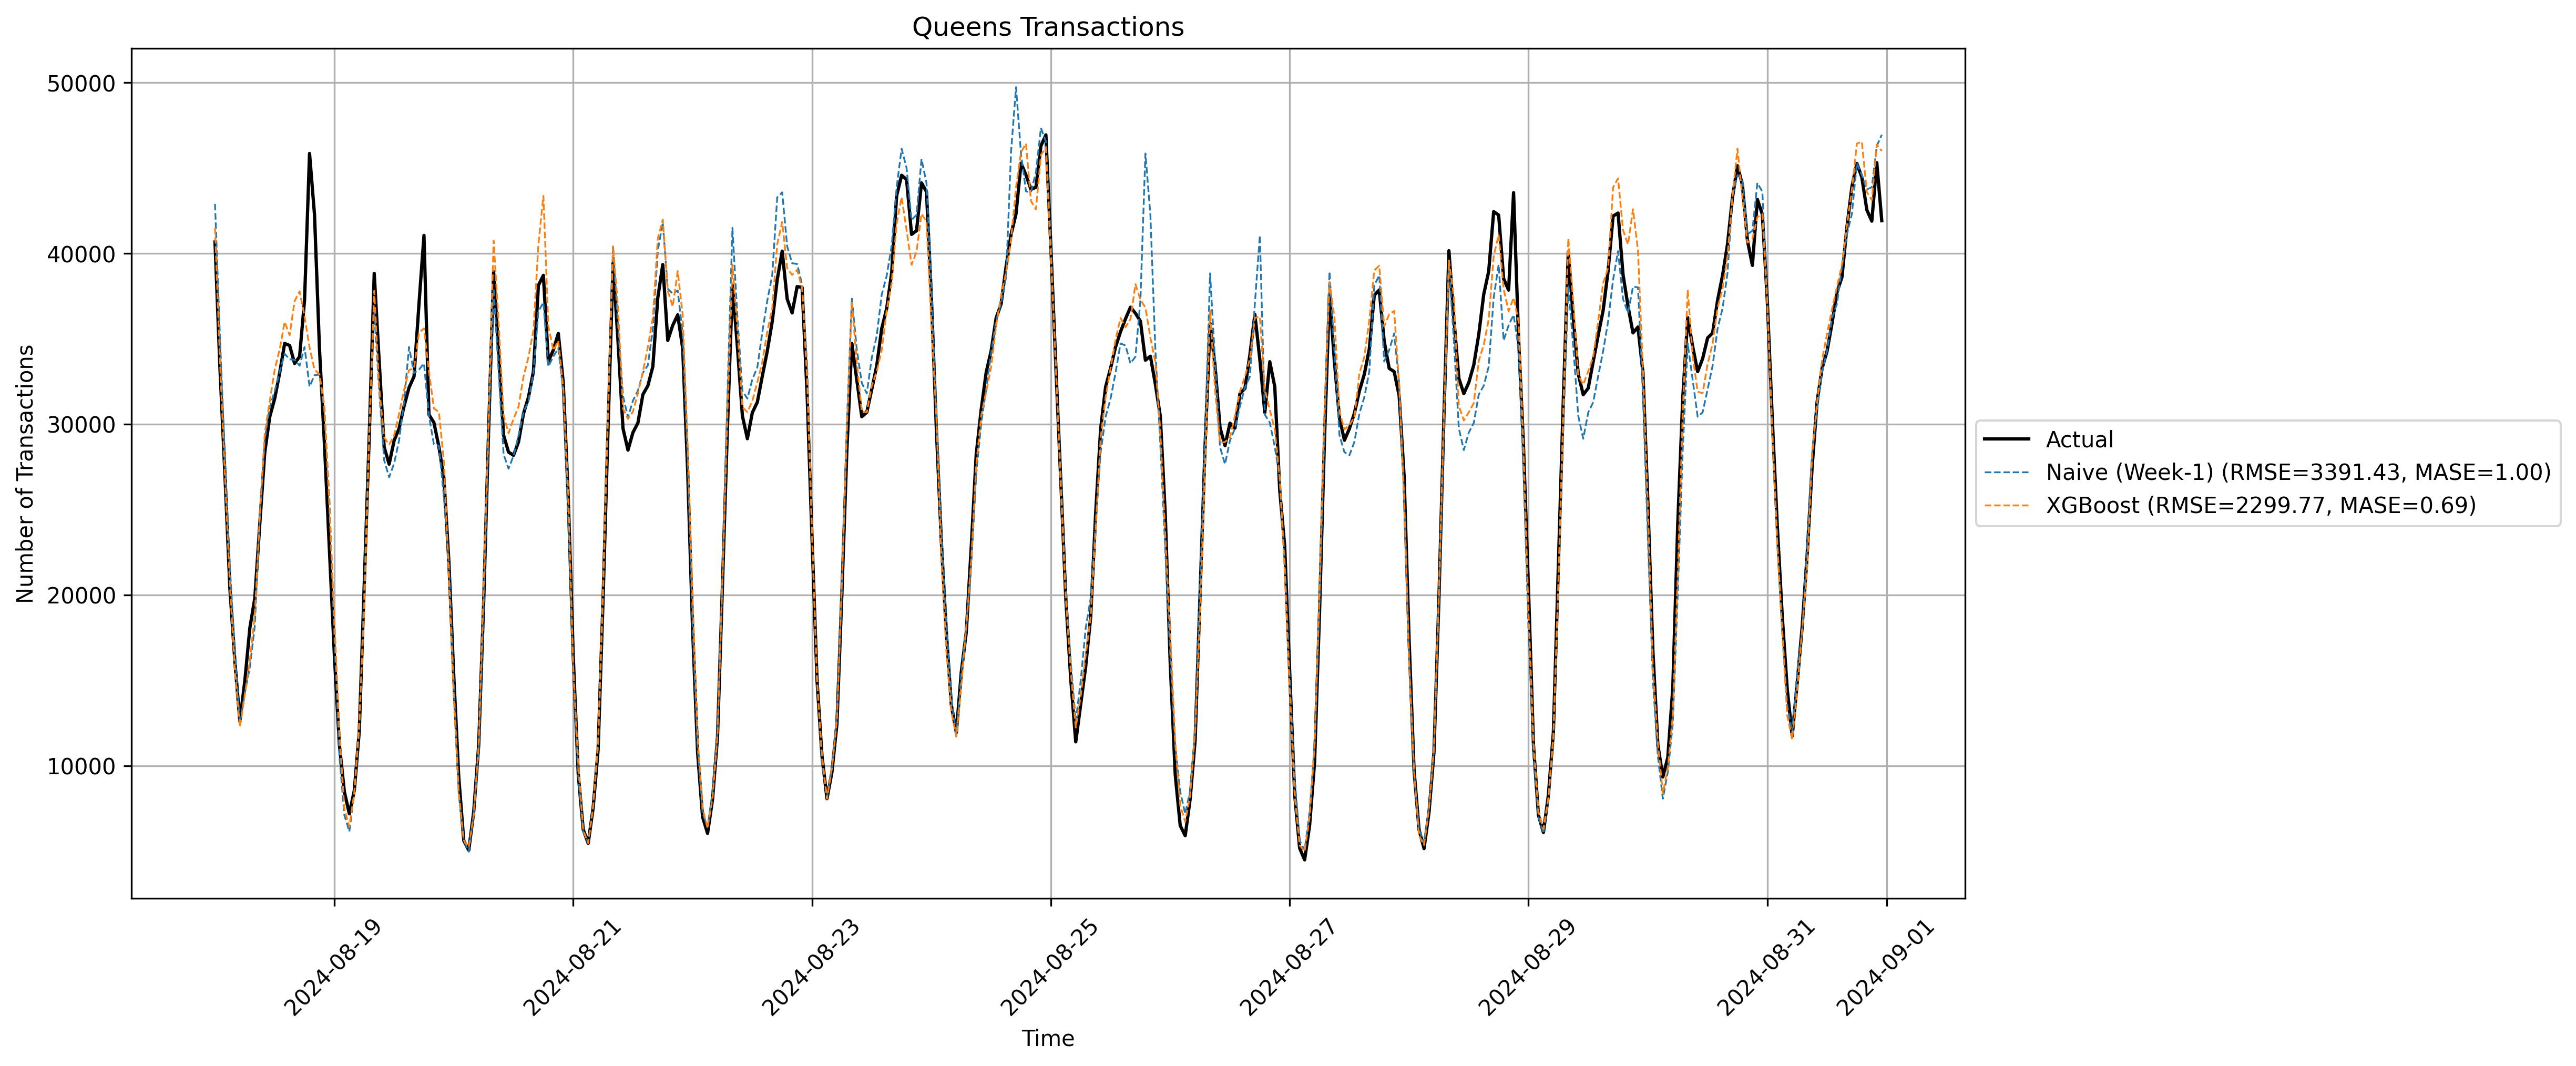 Queens Transactions
Number of Transactions
50000
40000
30000
20000
10000
2024-08-19
2024-08-21
2024-08-23
2024-08-25
2024-08-27
2024-08-29
2024-08-31
2024-09-01
Time
Actual
Naive (Week-1) (RMSE=3391.43, MASE=1.00)
XGBoost (RMSE=2299.77, MASE=0.69)